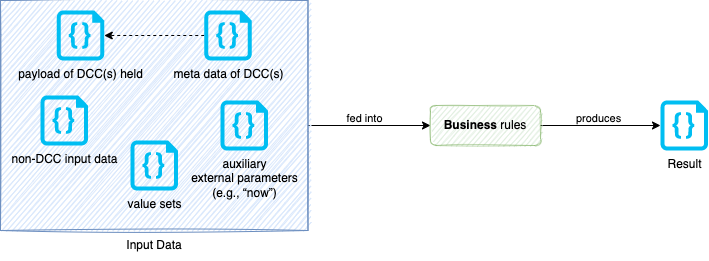 {} {}
payload of DCC(s) held
meta data of DCC(s)
{} {}
non-DCC input data
{}
auxiliary
external parameters
(e.g., “now”)
value sets
Input Data
fed into
Business rules
produces
{}
Result